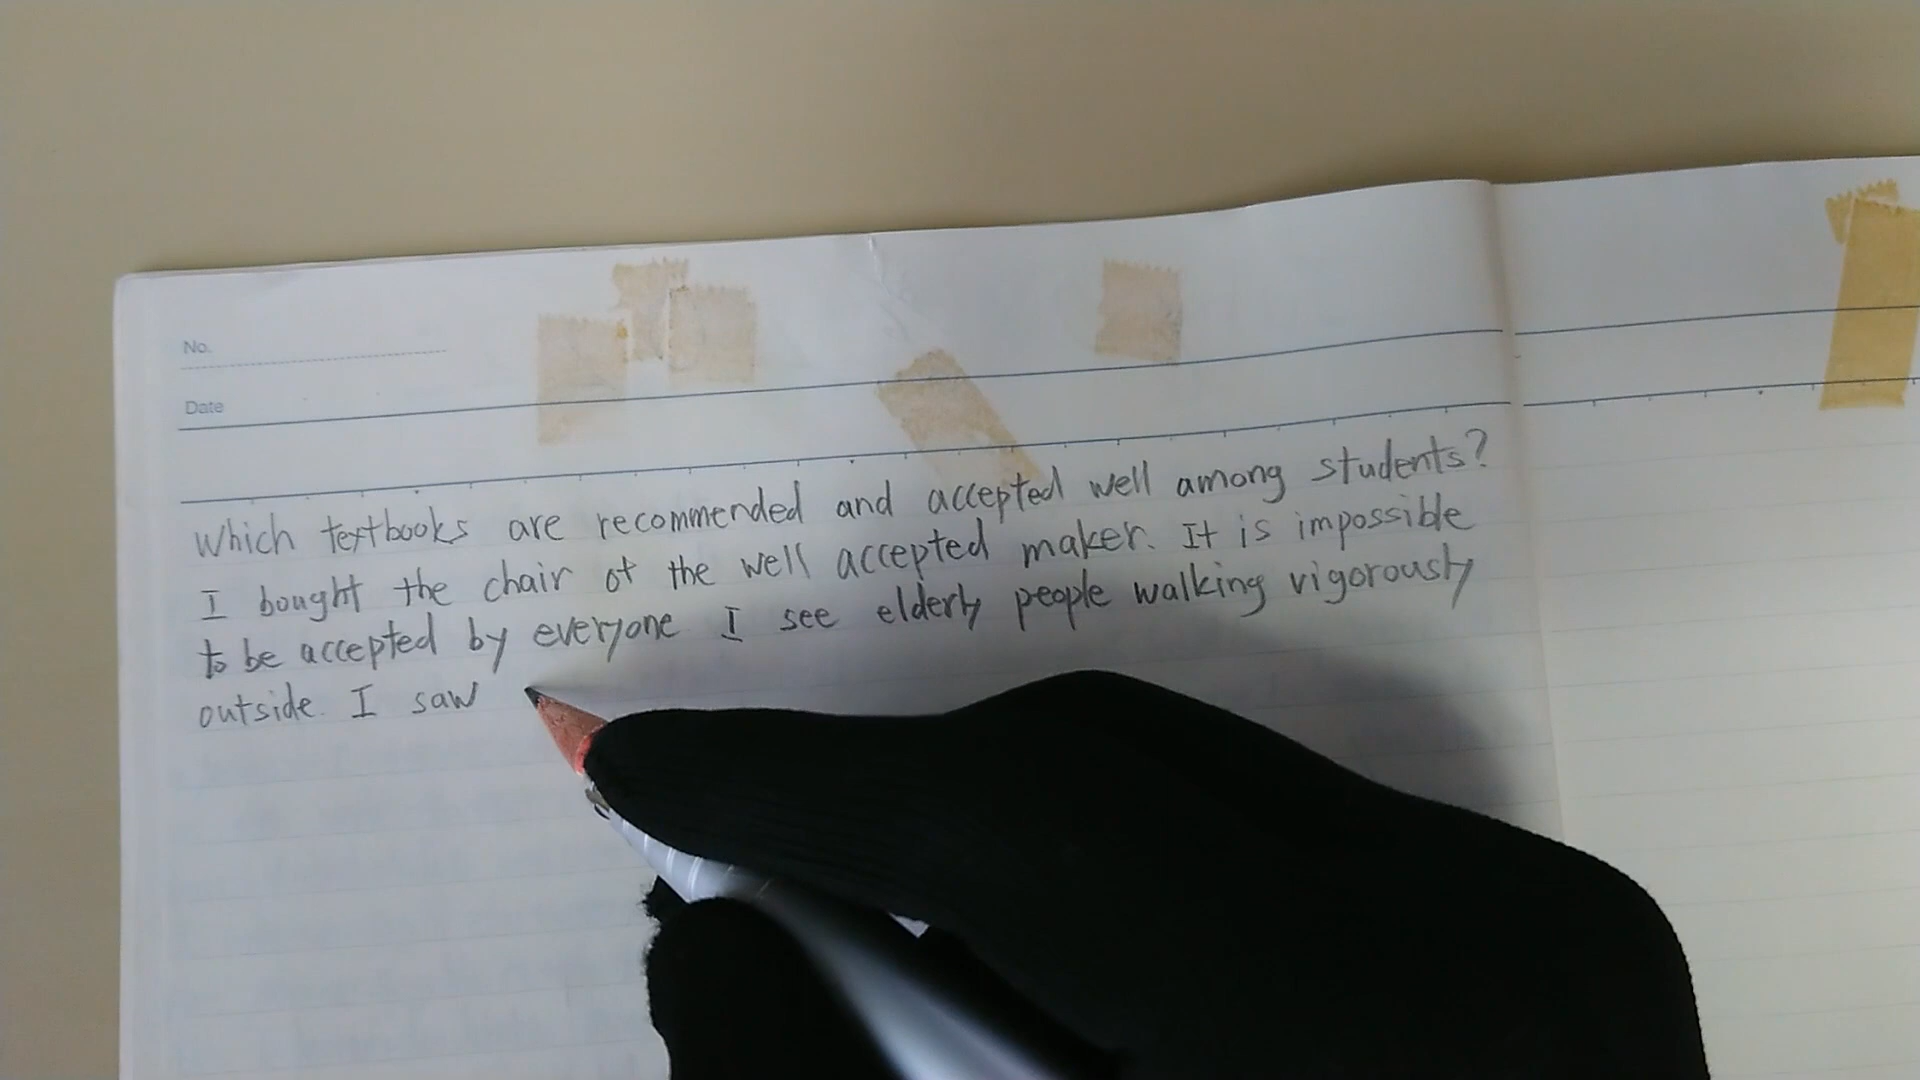 No.
Date
Which textbooks are recommended and accepted well among students?
I bought the chair of the well accepted maker. It is impossible
to be accepted by everyone I see elderly people walking vigorously
outside. I saw